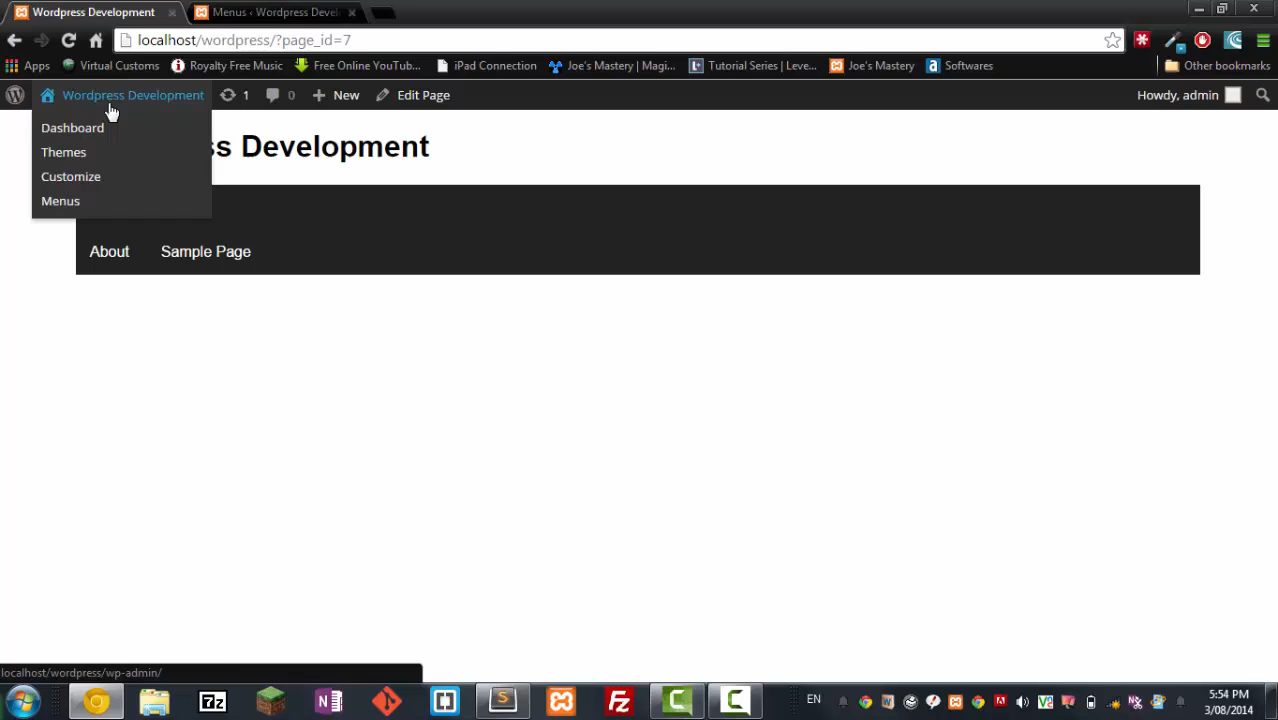 Wordpress Development
Menus ‹ Wordpress Devel
localhost/wordpress/?page_id=7
Apps Virtual Customs Royalty Free Music Free Online YouTub... iPad Connection Joe's Mastery | Magi... Tutorial Series | Leve... Joe's Mastery Softwares Other bookmarks
Wordpress Development 1 0 New Edit Page Howdy, admin
Dashboard
Themes
Customize
Menus
ss Development
About Sample Page
localhost/wordpress/wp-admin/
EN
5:54 PM
3/08/2014